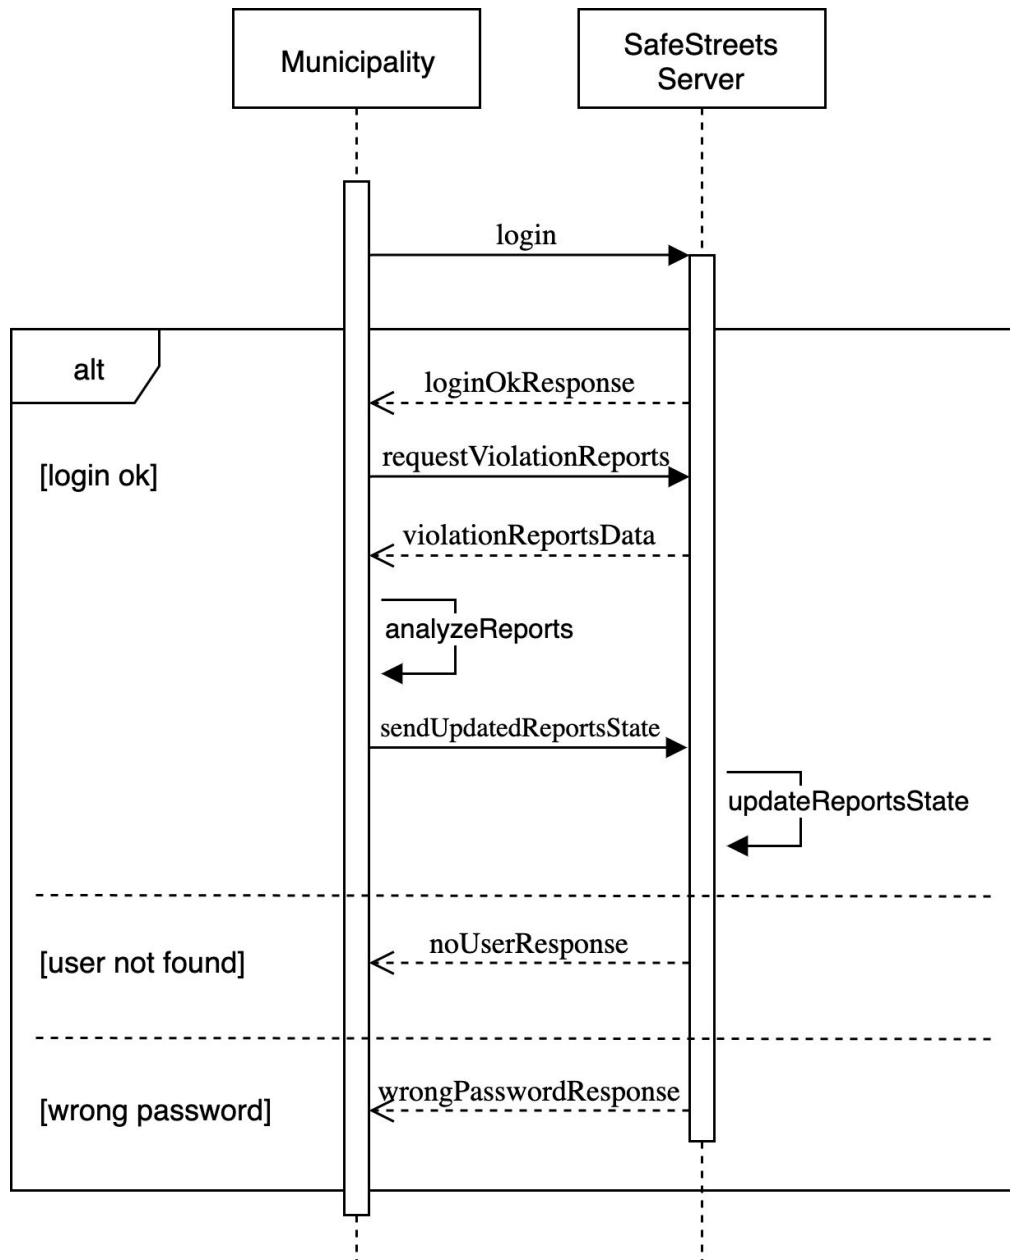 Municipality
SafeStreets
Server
login
alt
loginOkResponse
[login ok]
requestViolationReports
violationReportsData
analyzeReports
sendUpdatedReportsState
updateReportsState
[user not found]
noUserResponse
[wrong password]
wrongPasswordResponse